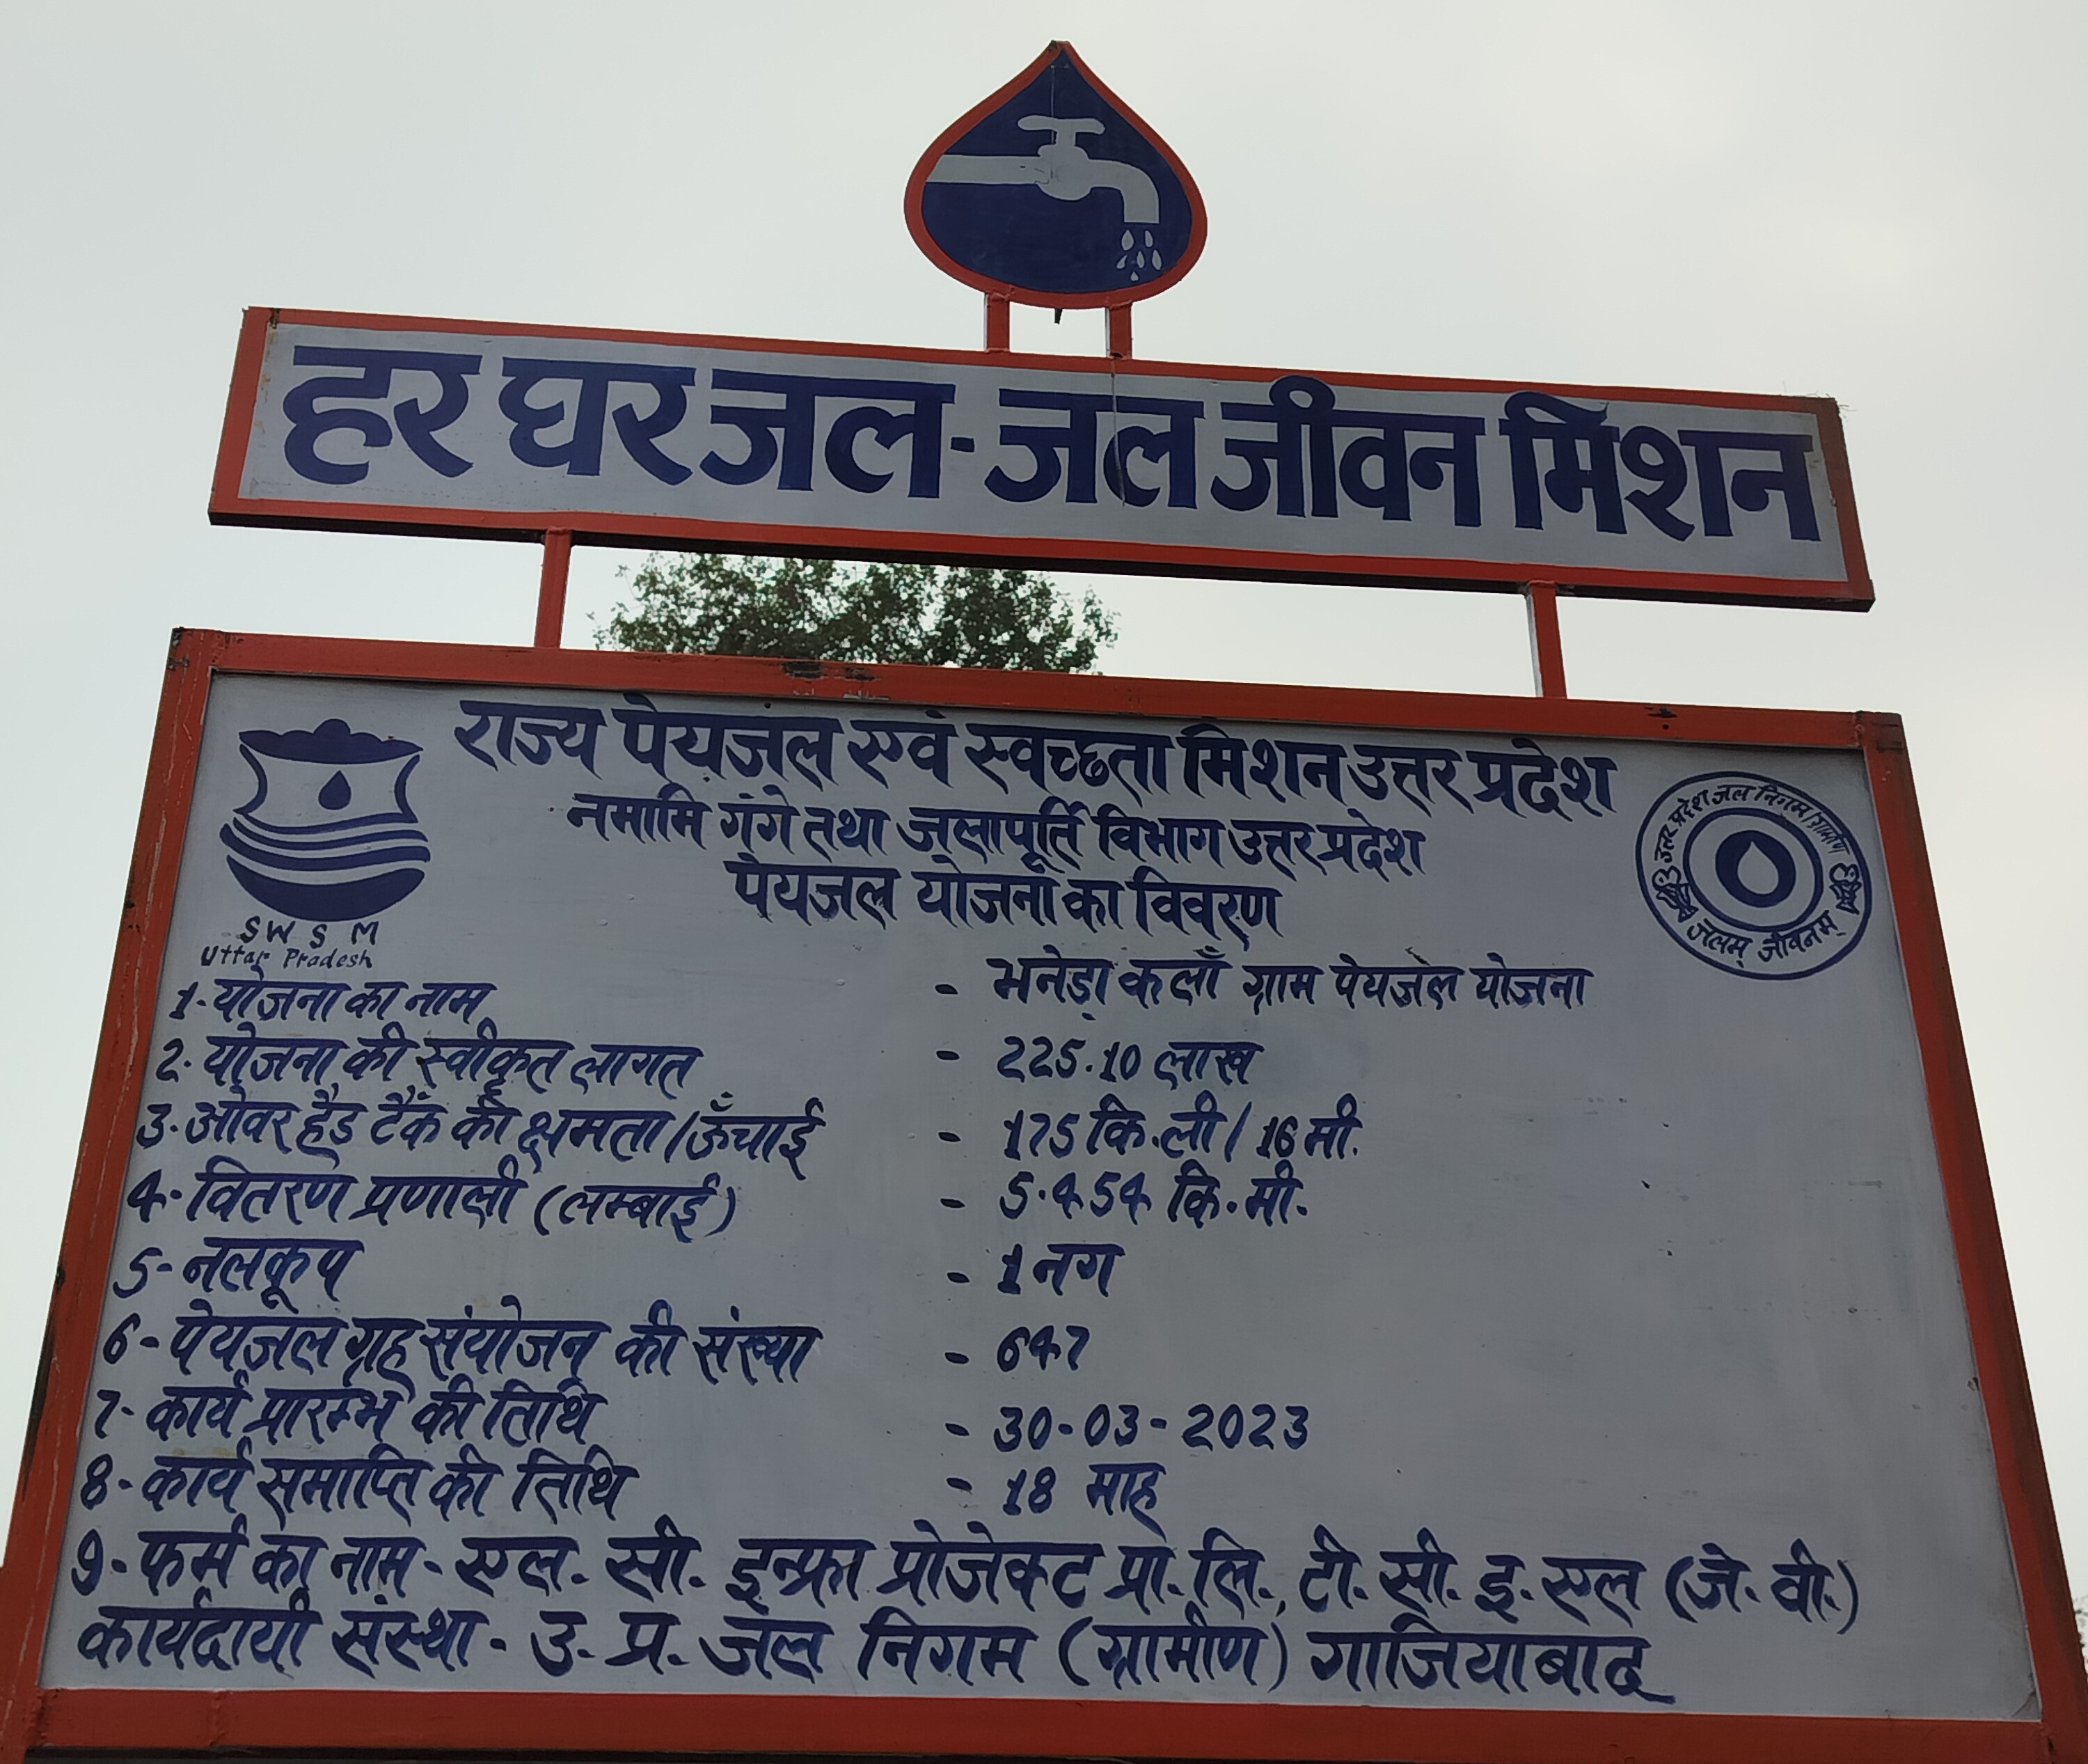 हर घर जल - जल जीवन मिशन
राज्य पेयजल एवं स्वच्छता मिशन उत्तर प्रदेश
नमामि गंगे तथा जलापूर्ति विभाग उत्तर प्रदेश
पेयजल योजना का विवरण
SWSM
Uttar Pradesh
उत्तर प्रदेश जल निगम (ग्रामीण)
जलम् जीवनम्
1- योजना का नाम - भनेडा़ कलाँ ग्राम पेयजल योजना
2- योजना की स्वीकृत लागत - 225.10 लाख
3- ओवर हैड टैंक की क्षमता/ऊँचाई - 175 कि.ली/ 16 मी.
4- वितरण प्रणाली (लम्बाई) - 5.454 कि.मी.
5- नलकूप - 1 नग
6- पेयजल ग्रह संयोजन की संख्या - 647
7- कार्य प्रारम्भ की तिथि - 30-03-2023
8- कार्य समाप्ति की तिथि - 18 माह
9- फर्म का नाम - एल. सी. इन्फ्रा प्रोजेक्ट प्रा. लि., टी. सी. इ. एल (जे. वी.)
कार्यदायी संस्था - उ. प्र. जल निगम (ग्रामीण) गाजियाबाद